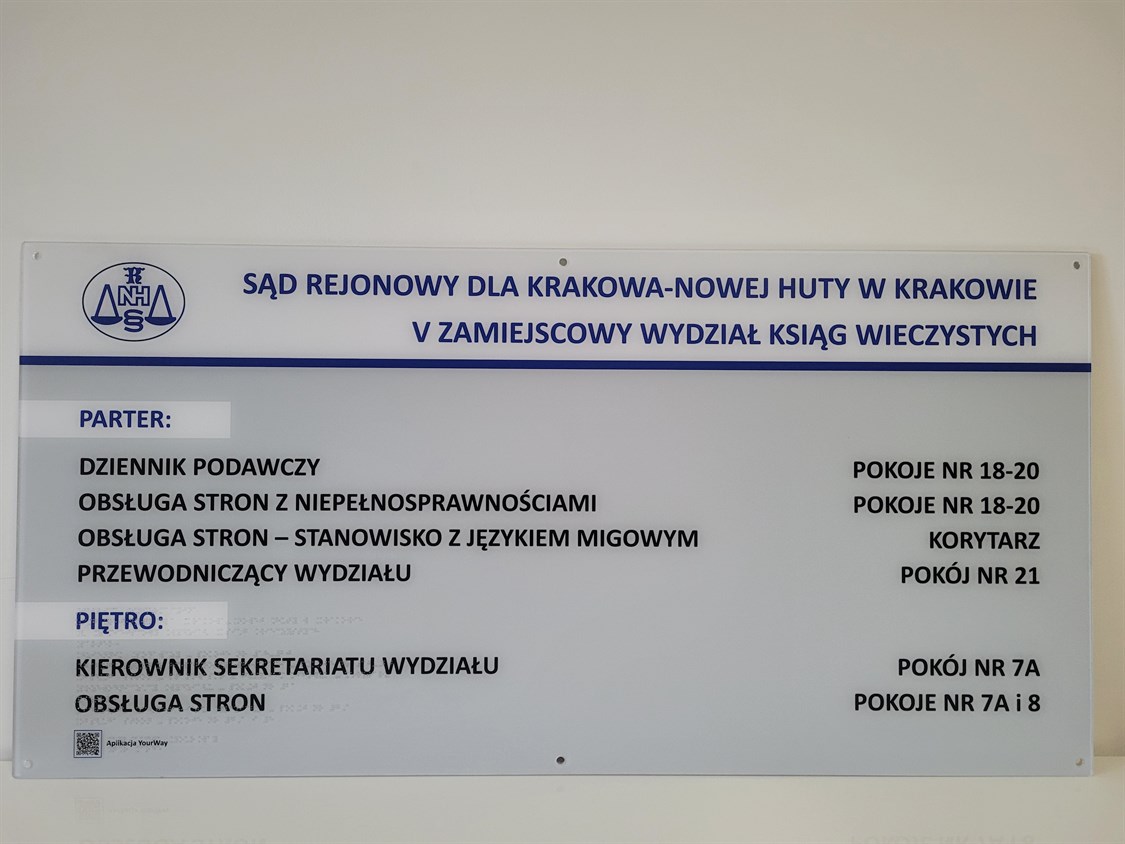 K
NH
§
SĄD REJONOWY DLA KRAKOWA-NOWEJ HUTY W KRAKOWIE
V ZAMIEJSCOWY WYDZIAŁ KSIĄG WIECZYSTYCH
PARTER:
DZIENNIK PODAWCZY POKOJE NR 18-20
OBSŁUGA STRON Z NIEPEŁNOSPRAWNOŚCIAMI POKOJE NR 18-20
OBSŁUGA STRON – STANOWISKO Z JĘZYKIEM MIGOWYM KORYTARZ
PRZEWODNICZĄCY WYDZIAŁU POKÓJ NR 21
PIĘTRO:
KIEROWNIK SEKRETARIATU WYDZIAŁU POKÓJ NR 7A
OBSŁUGA STRON POKOJE NR 7A i 8
Aplikacja YourWay